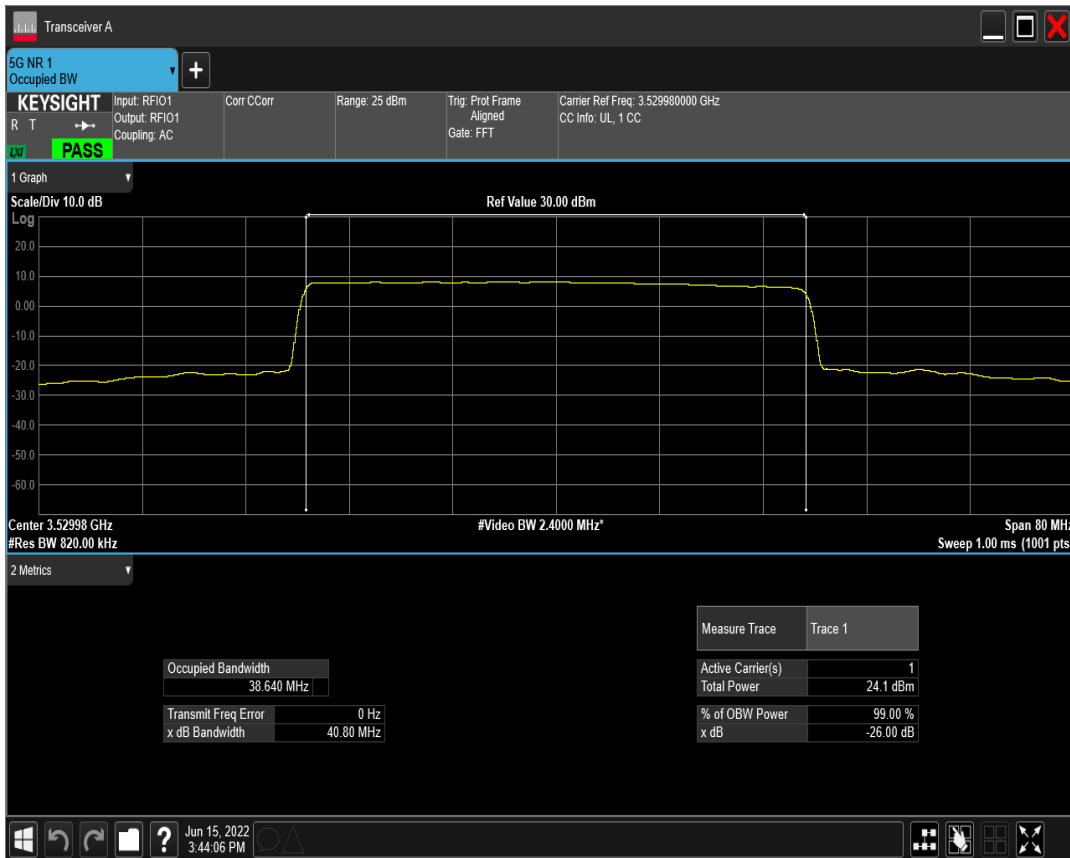 Transceiver A
5G NR 1
Occupied BW
+
KEYSIGHT
R T
LXI
PASS
Input: RFIO1
Output: RFIO1
Coupling: AC
Corr CCorr
Range: 25 dBm
Trig: Prot Frame
Aligned
Gate: FFT
Carrier Ref Freq: 3.529980000 GHz
CC Info: UL, 1 CC
1 Graph
Scale/Div 10.0 dB
Ref Value 30.00 dBm
Log
20.0
10.0
0.00
-10.0
-20.0
-30.0
-40.0
-50.0
-60.0
Center 3.52998 GHz
#Video BW 2.4000 MHz*
Span 80 MHz
#Res BW 820.00 kHz
Sweep 1.00 ms (1001 pts
2 Metrics
Measure Trace Trace 1
Occupied Bandwidth
38.640 MHz
Active Carrier(s) 1
Total Power 24.1 dBm
Transmit Freq Error 0 Hz
x dB Bandwidth 40.80 MHz
% of OBW Power 99.00 %
x dB -26.00 dB
?
Jun 15, 2022
3:44:06 PM